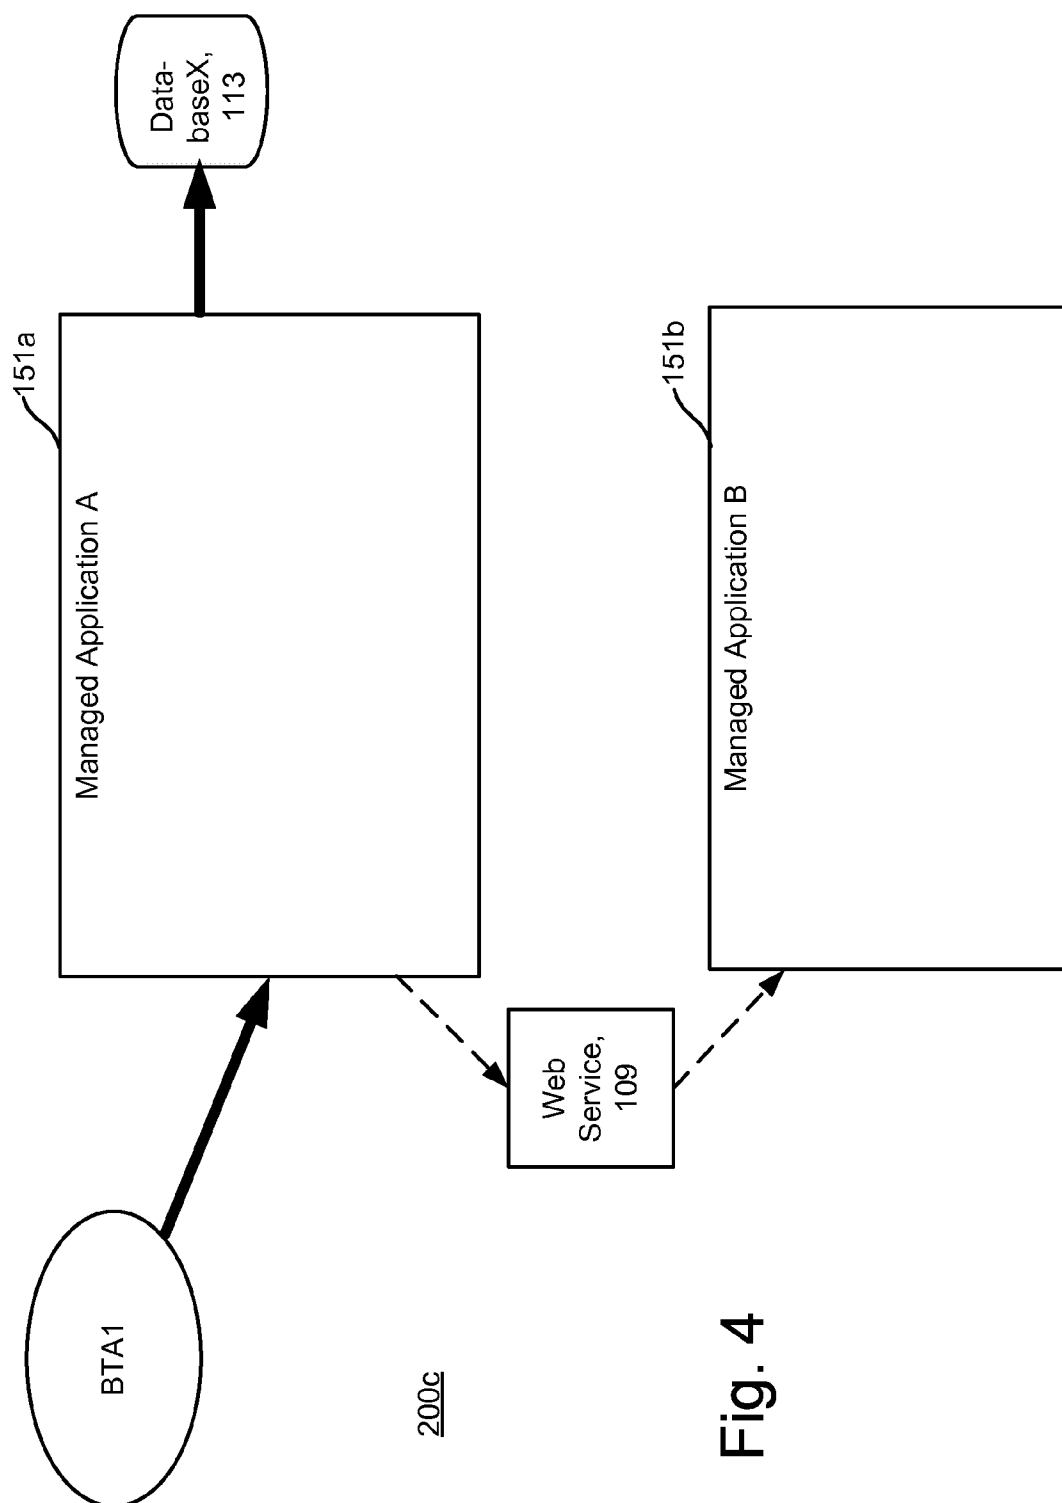 BTA1
Managed Application A
151a
Data-
baseX,
113
Web
Service,
109
Managed Application B
151b
200c
Fig. 4